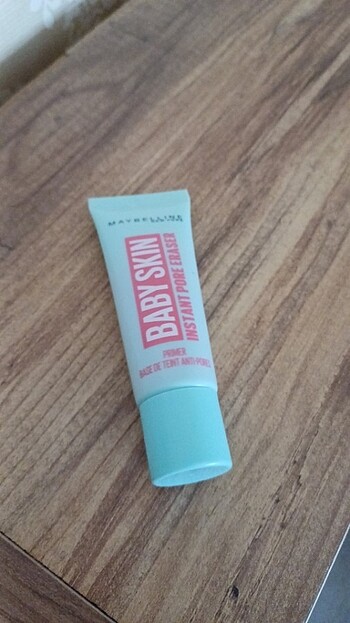 MAYBELLINE
NEW YORK
BABY SKIN
INSTANT PORE ERASER
PRIMER
BASE DE TEINT ANTI-PORES